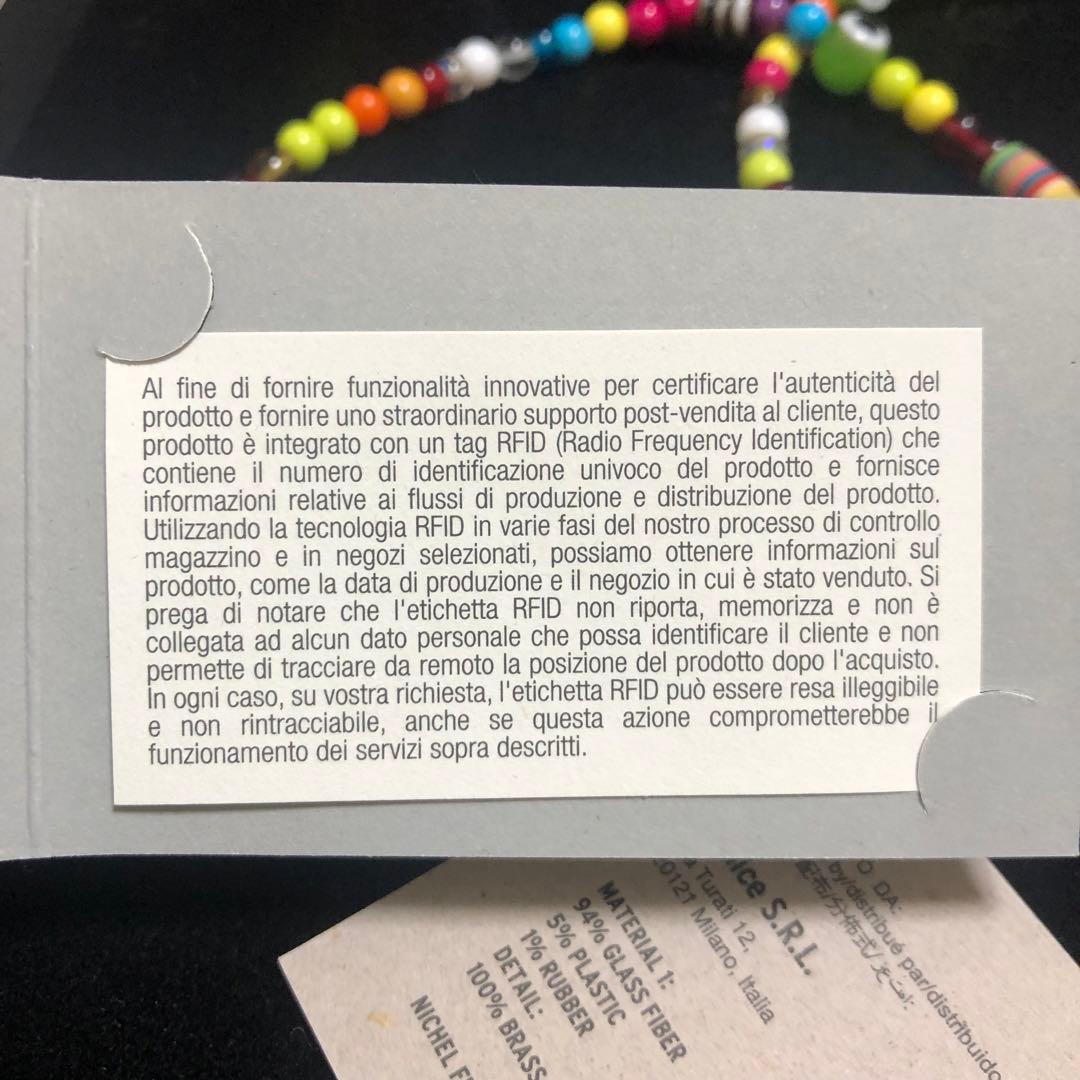 Al fine di fornire funzionalità innovative per certificare l'autenticità del
prodotto e fornire uno straordinario supporto post-vendita al cliente, questo
prodotto è integrato con un tag RFID (Radio Frequency Identification) che
contiene il numero di identificazione univoco del prodotto e fornisce
informazioni relative ai flussi di produzione e distribuzione del prodotto.
Utilizzando la tecnologia RFID in varie fasi del nostro processo di controllo
magazzino e in negozi selezionati, possiamo ottenere informazioni sul
prodotto, come la data di produzione e il negozio in cui è stato venduto. Si
prega di notare che l'etichetta RFID non riporta, memorizza e non è
collegata ad alcun dato personale che possa identificare il cliente e non
permette di tracciare da remoto la posizione del prodotto dopo l'acquisto.
In ogni caso, su vostra richiesta, l'etichetta RFID può essere resa illeggibile
e non rintracciabile, anche se questa azione comprometterebbe il
funzionamento dei servizi sopra descritti.
DA:
by/distribué par/distribuido
S.R.L.
Turati 12,
20121 Milano, Italia
MATERIAL 1:
94% GLASS FIBER
5% PLASTIC
1% RUBBER
DETAIL:
100% BRASS
NICHEL